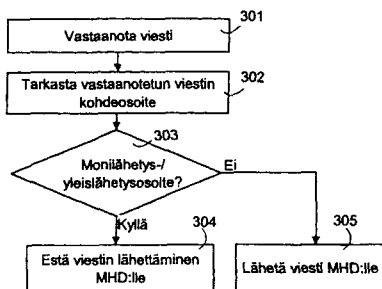 301
Vastaanota viesti
302
Tarkasta vastaanotetun viestin
kohdeosoite
303
Monilähetys-/
yleislähetysosoite?
Ei
Kyllä
304
Estä viestin lähettäminen
MHD:lle
305
Lähetä viesti MHD:lle